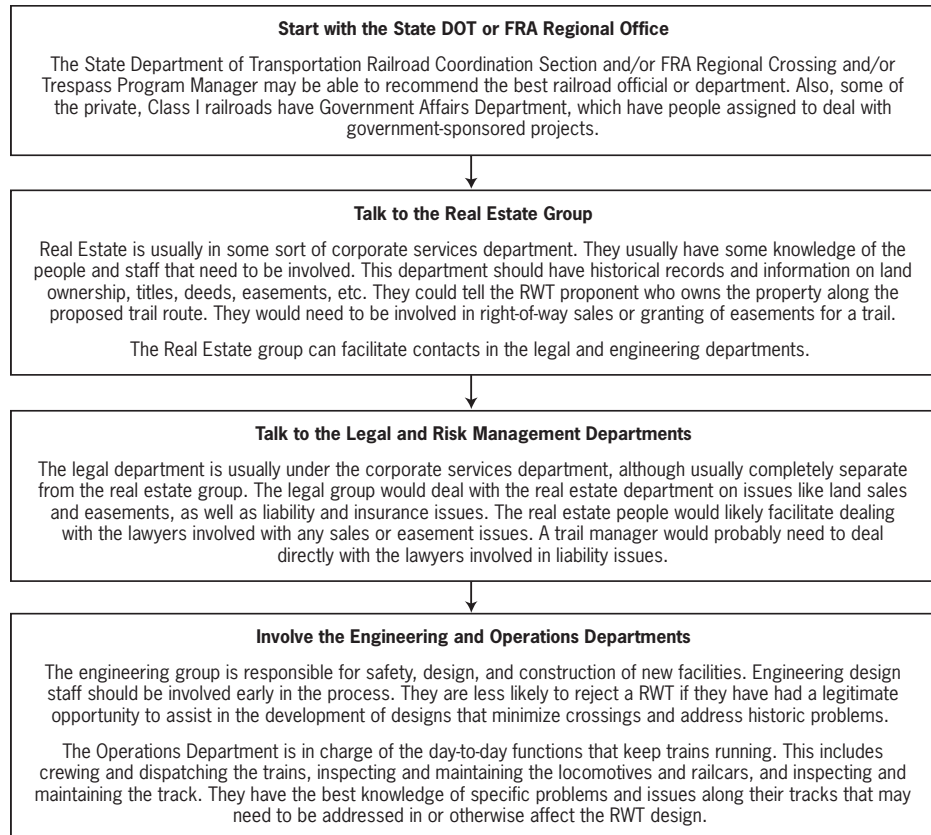 Start with the State DOT or FRA Regional Office
The State Department of Transportation Railroad Coordination Section and/or FRA Regional Crossing and/or
Trespass Program Manager may be able to recommend the best railroad official or department. Also, some of
the private, Class I railroads have Government Affairs Department, which have people assigned to deal with
government-sponsored projects.
Talk to the Real Estate Group
Real Estate is usually in some sort of corporate services department. They usually have some knowledge of the
people and staff that need to be involved. This department should have historical records and information on land
ownership, titles, deeds, easements, etc. They could tell the RWT proponent who owns the property along the
proposed trail route. They would need to be involved in right-of-way sales or granting of easements for a trail.
The Real Estate group can facilitate contacts in the legal and engineering departments.
Talk to the Legal and Risk Management Departments
The legal department is usually under the corporate services department, although usually completely separate
from the real estate group. The legal group would deal with the real estate department on issues like land sales
and easements, as well as liability and insurance issues. The real estate people would likely facilitate dealing
with the lawyers involved with any sales or easement issues. A trail manager would probably need to deal
directly with the lawyers involved in liability issues.
Involve the Engineering and Operations Departments
The engineering group is responsible for safety, design, and construction of new facilities. Engineering design
staff should be involved early in the process. They are less likely to reject a RWT if they have had a legitimate
opportunity to assist in the development of designs that minimize crossings and address historic problems.
The Operations Department is in charge of the day-to-day functions that keep trains running. This includes
crewing and dispatching the trains, inspecting and maintaining the locomotives and railcars, and inspecting and
maintaining the track. They have the best knowledge of specific problems and issues along their tracks that may
need to be addressed in or otherwise affect the RWT design.